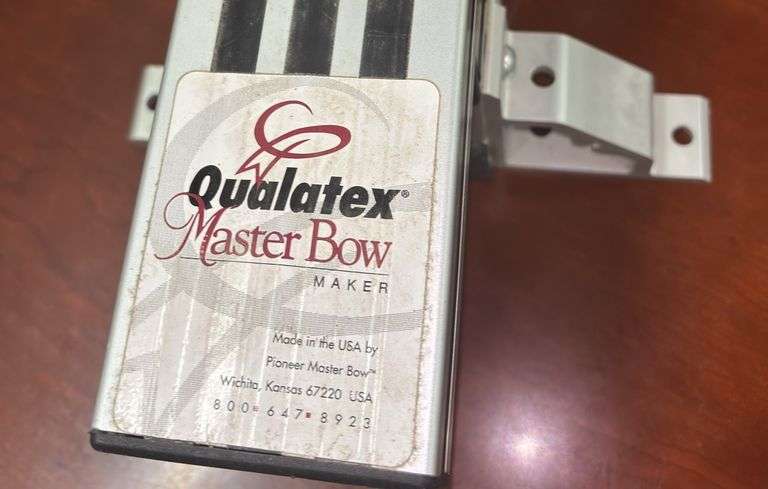 Qualatex®
Master Bow
MAKER
Made in the USA by
Pioneer Master Bow™
Wichita, Kansas 67220 USA
800 647 8923